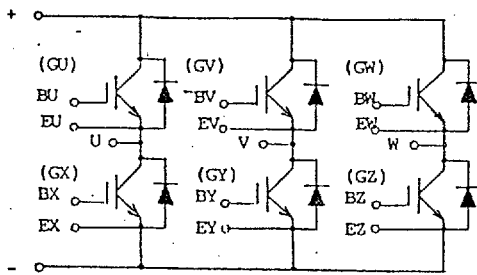 +
(GU) (GV) (GW)
BU BV BW
EU EV EW
U V W
(GX) (GY) (GZ)
BX BY BZ
EX EY EZ
-